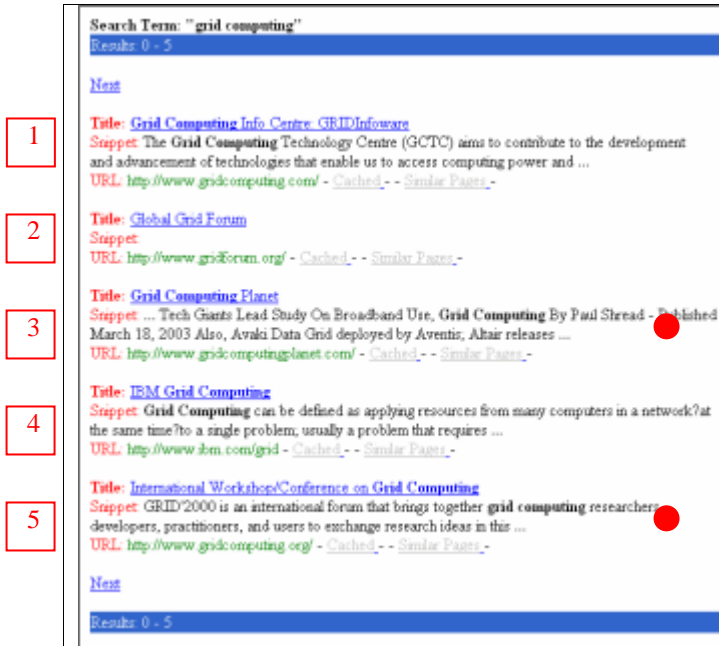 Search Term: "grid computing"
Results: 0 - 5
Next
1
Title: Grid Computing Info Centre: GRIDInfoware
Snippet: The Grid Computing Technology Centre (GCTC) aims to contribute to the development
and advancement of technologies that enable us to access computing power and ...
URL: http://www.gridcomputing.com/ - Cached - - Similar Pages -
2
Title: Global Grid Forum
Snippet:
URL: http://www.gridforum.org/ - Cached - - Similar Pages -
3
Title: Grid Computing Planet
Snippet: ... Tech Giants Lead Study On Broadband Use, Grid Computing By Paul Shread - Published
March 18, 2003 Also, Avaki Data Grid deployed by Aventis; Altair releases ...
URL: http://www.gridcomputingplanet.com/ - Cached - - Similar Pages -
4
Title: IBM Grid Computing
Snippet: Grid Computing can be defined as applying resources from many computers in a network?at
the same time?to a single problem; usually a problem that requires ...
URL: http://www.ibm.com/grid - Cached - - Similar Pages -
5
Title: International Workshop/Conference on Grid Computing
Snippet: GRID'2000 is an international forum that brings together grid computing researchers,
developers, practitioners, and users to exchange research ideas in this ...
URL: http://www.gridcomputing.org/ - Cached - - Similar Pages -
Next
Results: 0 - 5